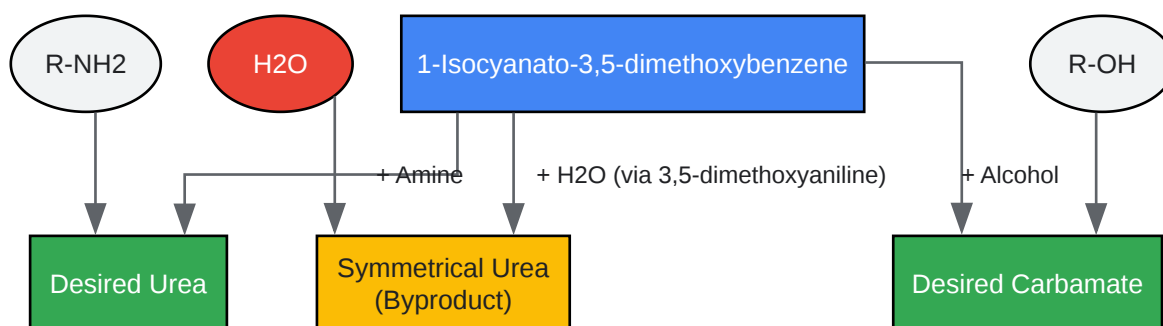 R-NH2
H2O
1-Isocyanato-3,5-dimethoxybenzene
R-OH
+ Amine
+ H2O (via 3,5-dimethoxyaniline)
+ Alcohol
Desired Urea
Symmetrical Urea
(Byproduct)
Desired Carbamate